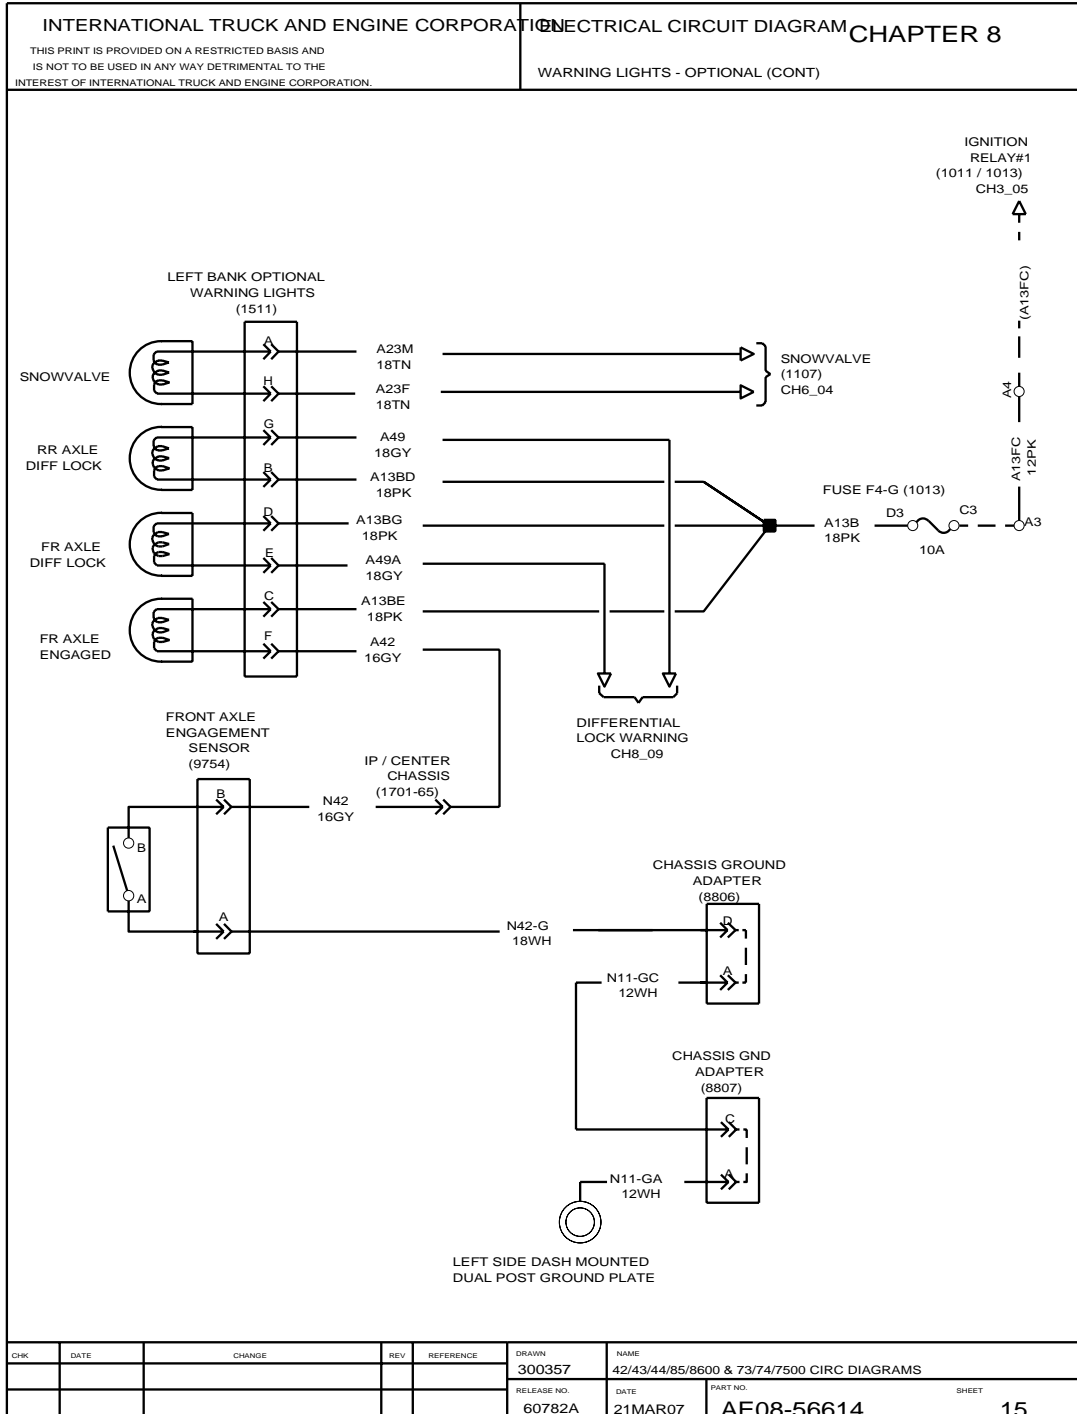 INTERNATIONAL TRUCK AND ENGINE CORPORATION
THIS PRINT IS PROVIDED ON A RESTRICTED BASIS AND
IS NOT TO BE USED IN ANY WAY DETRIMENTAL TO THE
INTEREST OF INTERNATIONAL TRUCK AND ENGINE CORPORATION.
ELECTRICAL CIRCUIT DIAGRAM
CHAPTER 8
WARNING LIGHTS - OPTIONAL (CONT)
IGNITION
RELAY#1
(1011 / 1013)
CH3_05
(A13FC)
A4
A13FC
12PK
A3
LEFT BANK OPTIONAL
WARNING LIGHTS
(1511)
SNOWVALVE
A
A23M
18TN
H
A23F
18TN
SNOWVALVE
(1107)
CH6_04
RR AXLE
DIFF LOCK
G
A49
18GY
B
A13BD
18PK
FUSE F4-G (1013)
A13B
18PK
D3
C3
10A
FR AXLE
DIFF LOCK
D
A13BG
18PK
E
A49A
18GY
FR AXLE
ENGAGED
C
A13BE
18PK
F
A42
16GY
DIFFERENTIAL
LOCK WARNING
CH8_09
FRONT AXLE
ENGAGEMENT
SENSOR
(9754)
IP / CENTER
CHASSIS
(1701-65)
B
N42
16GY
B
A
A
N42-G
18WH
CHASSIS GROUND
ADAPTER
(8806)
D
A
N11-GC
12WH
CHASSIS GND
ADAPTER
(8807)
C
A
N11-GA
12WH
LEFT SIDE DASH MOUNTED
DUAL POST GROUND PLATE
CHK
DATE
CHANGE
REV
REFERENCE
DRAWN
300357
NAME
42/43/44/85/8600 & 73/74/7500 CIRC DIAGRAMS
RELEASE NO.
60782A
DATE
21MAR07
PART NO.
AE08-56614
SHEET
15